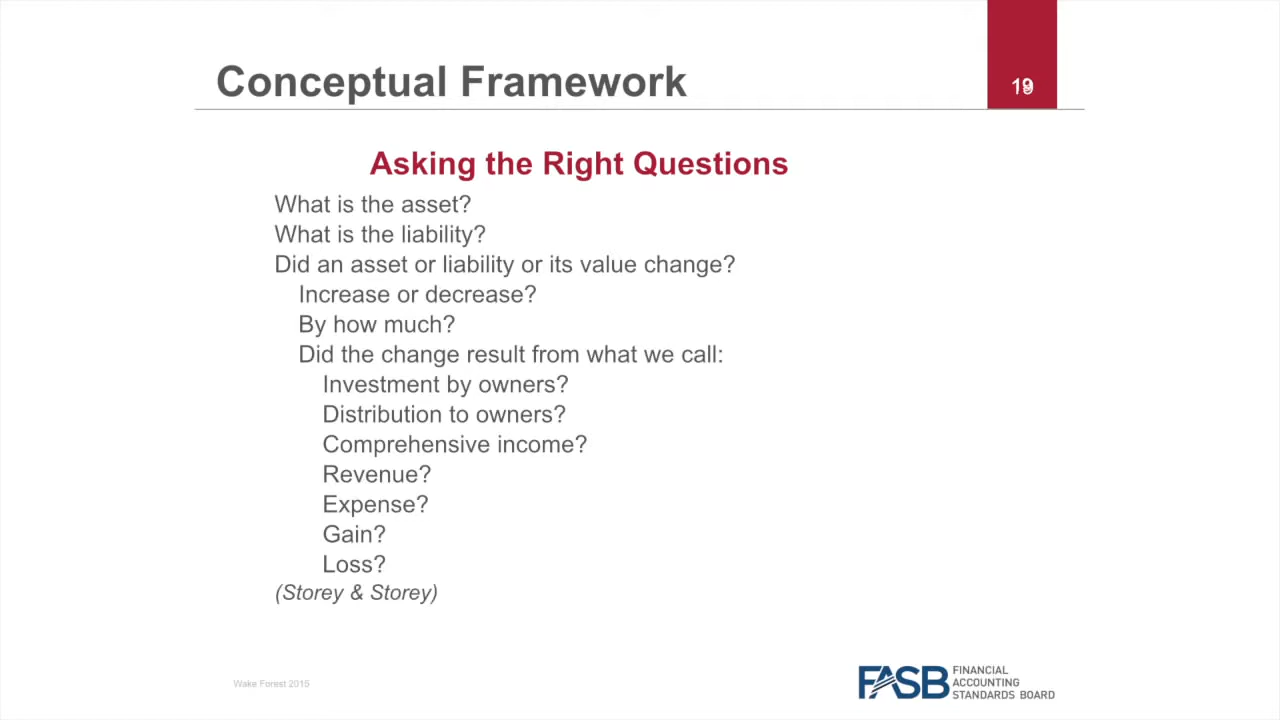 Conceptual Framework
19
Asking the Right Questions
What is the asset?
What is the liability?
Did an asset or liability or its value change?
Increase or decrease?
By how much?
Did the change result from what we call:
Investment by owners?
Distribution to owners?
Comprehensive income?
Revenue?
Expense?
Gain?
Loss?
(Storey & Storey)
Wake Forest 2015
FASB
FINANCIAL
ACCOUNTING
STANDARDS BOARD